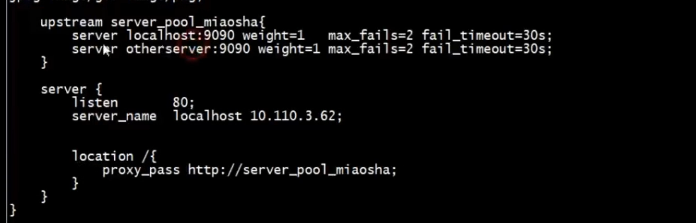 upstream server_pool_miaosha{
server localhost:9090 weight=1 max_fails=2 fail_timeout=30s;
server otherserver:9090 weight=1 max_fails=2 fail_timeout=30s;
}
server {
listen 80;
server_name localhost 10.110.3.62;
location /{
proxy_pass http://server_pool_miaosha;
}
}
}